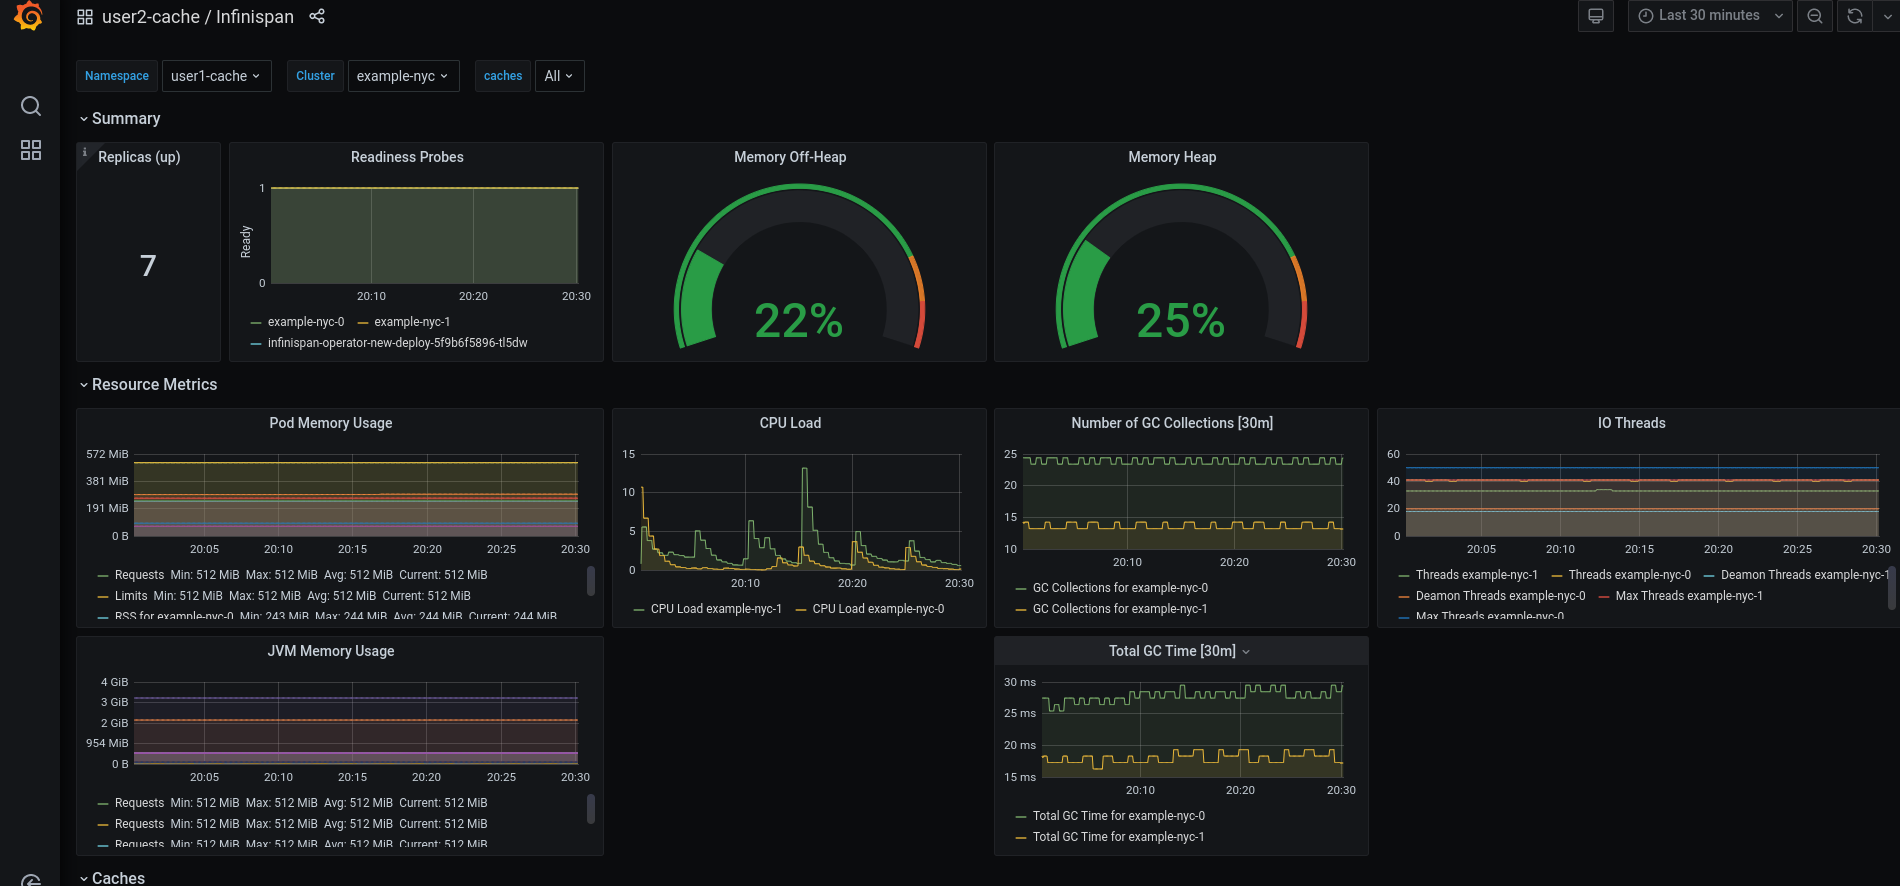 user2-cache / Infinispan
Last 30 minutes
Namespace user1-cache Cluster example-nyc caches All
Summary
Replicas (up)
7
Readiness Probes
Ready
1
0
20:10 20:20 20:30
example-nyc-0 example-nyc-1
infinispan-operator-new-deploy-5f9b6f5896-tl5dw
Memory Off-Heap
22%
Memory Heap
25%
Resource Metrics
Pod Memory Usage
572 MiB
381 MiB
191 MiB
0 B
20:05 20:10 20:15 20:20 20:25 20:30
Requests Min: 512 MiB Max: 512 MiB Avg: 512 MiB Current: 512 MiB
Limits Min: 512 MiB Max: 512 MiB Avg: 512 MiB Current: 512 MiB
RSS for example-nyc-0 Min: 243 MiB Max: 244 MiB Avg: 244 MiB Current: 244 MiB
CPU Load
15
10
5
0
20:10 20:20 20:30
CPU Load example-nyc-1 CPU Load example-nyc-0
Number of GC Collections [30m]
25
20
15
10
20:10 20:20 20:30
GC Collections for example-nyc-0
GC Collections for example-nyc-1
IO Threads
60
40
20
0
20:05 20:10 20:15 20:20 20:25 20:30
Threads example-nyc-1 Threads example-nyc-0 Deamon Threads example-nyc-1
Deamon Threads example-nyc-0 Max Threads example-nyc-1
Max Threads example-nyc-0
JVM Memory Usage
4 GiB
3 GiB
2 GiB
954 MiB
0 B
20:05 20:10 20:15 20:20 20:25 20:30
Requests Min: 512 MiB Max: 512 MiB Avg: 512 MiB Current: 512 MiB
Requests Min: 512 MiB Max: 512 MiB Avg: 512 MiB Current: 512 MiB
Requests Min: 512 MiB Max: 512 MiB Avg: 512 MiB Current: 512 MiB
Total GC Time [30m]
30 ms
25 ms
20 ms
15 ms
20:10 20:20 20:30
Total GC Time for example-nyc-0
Total GC Time for example-nyc-1
Caches